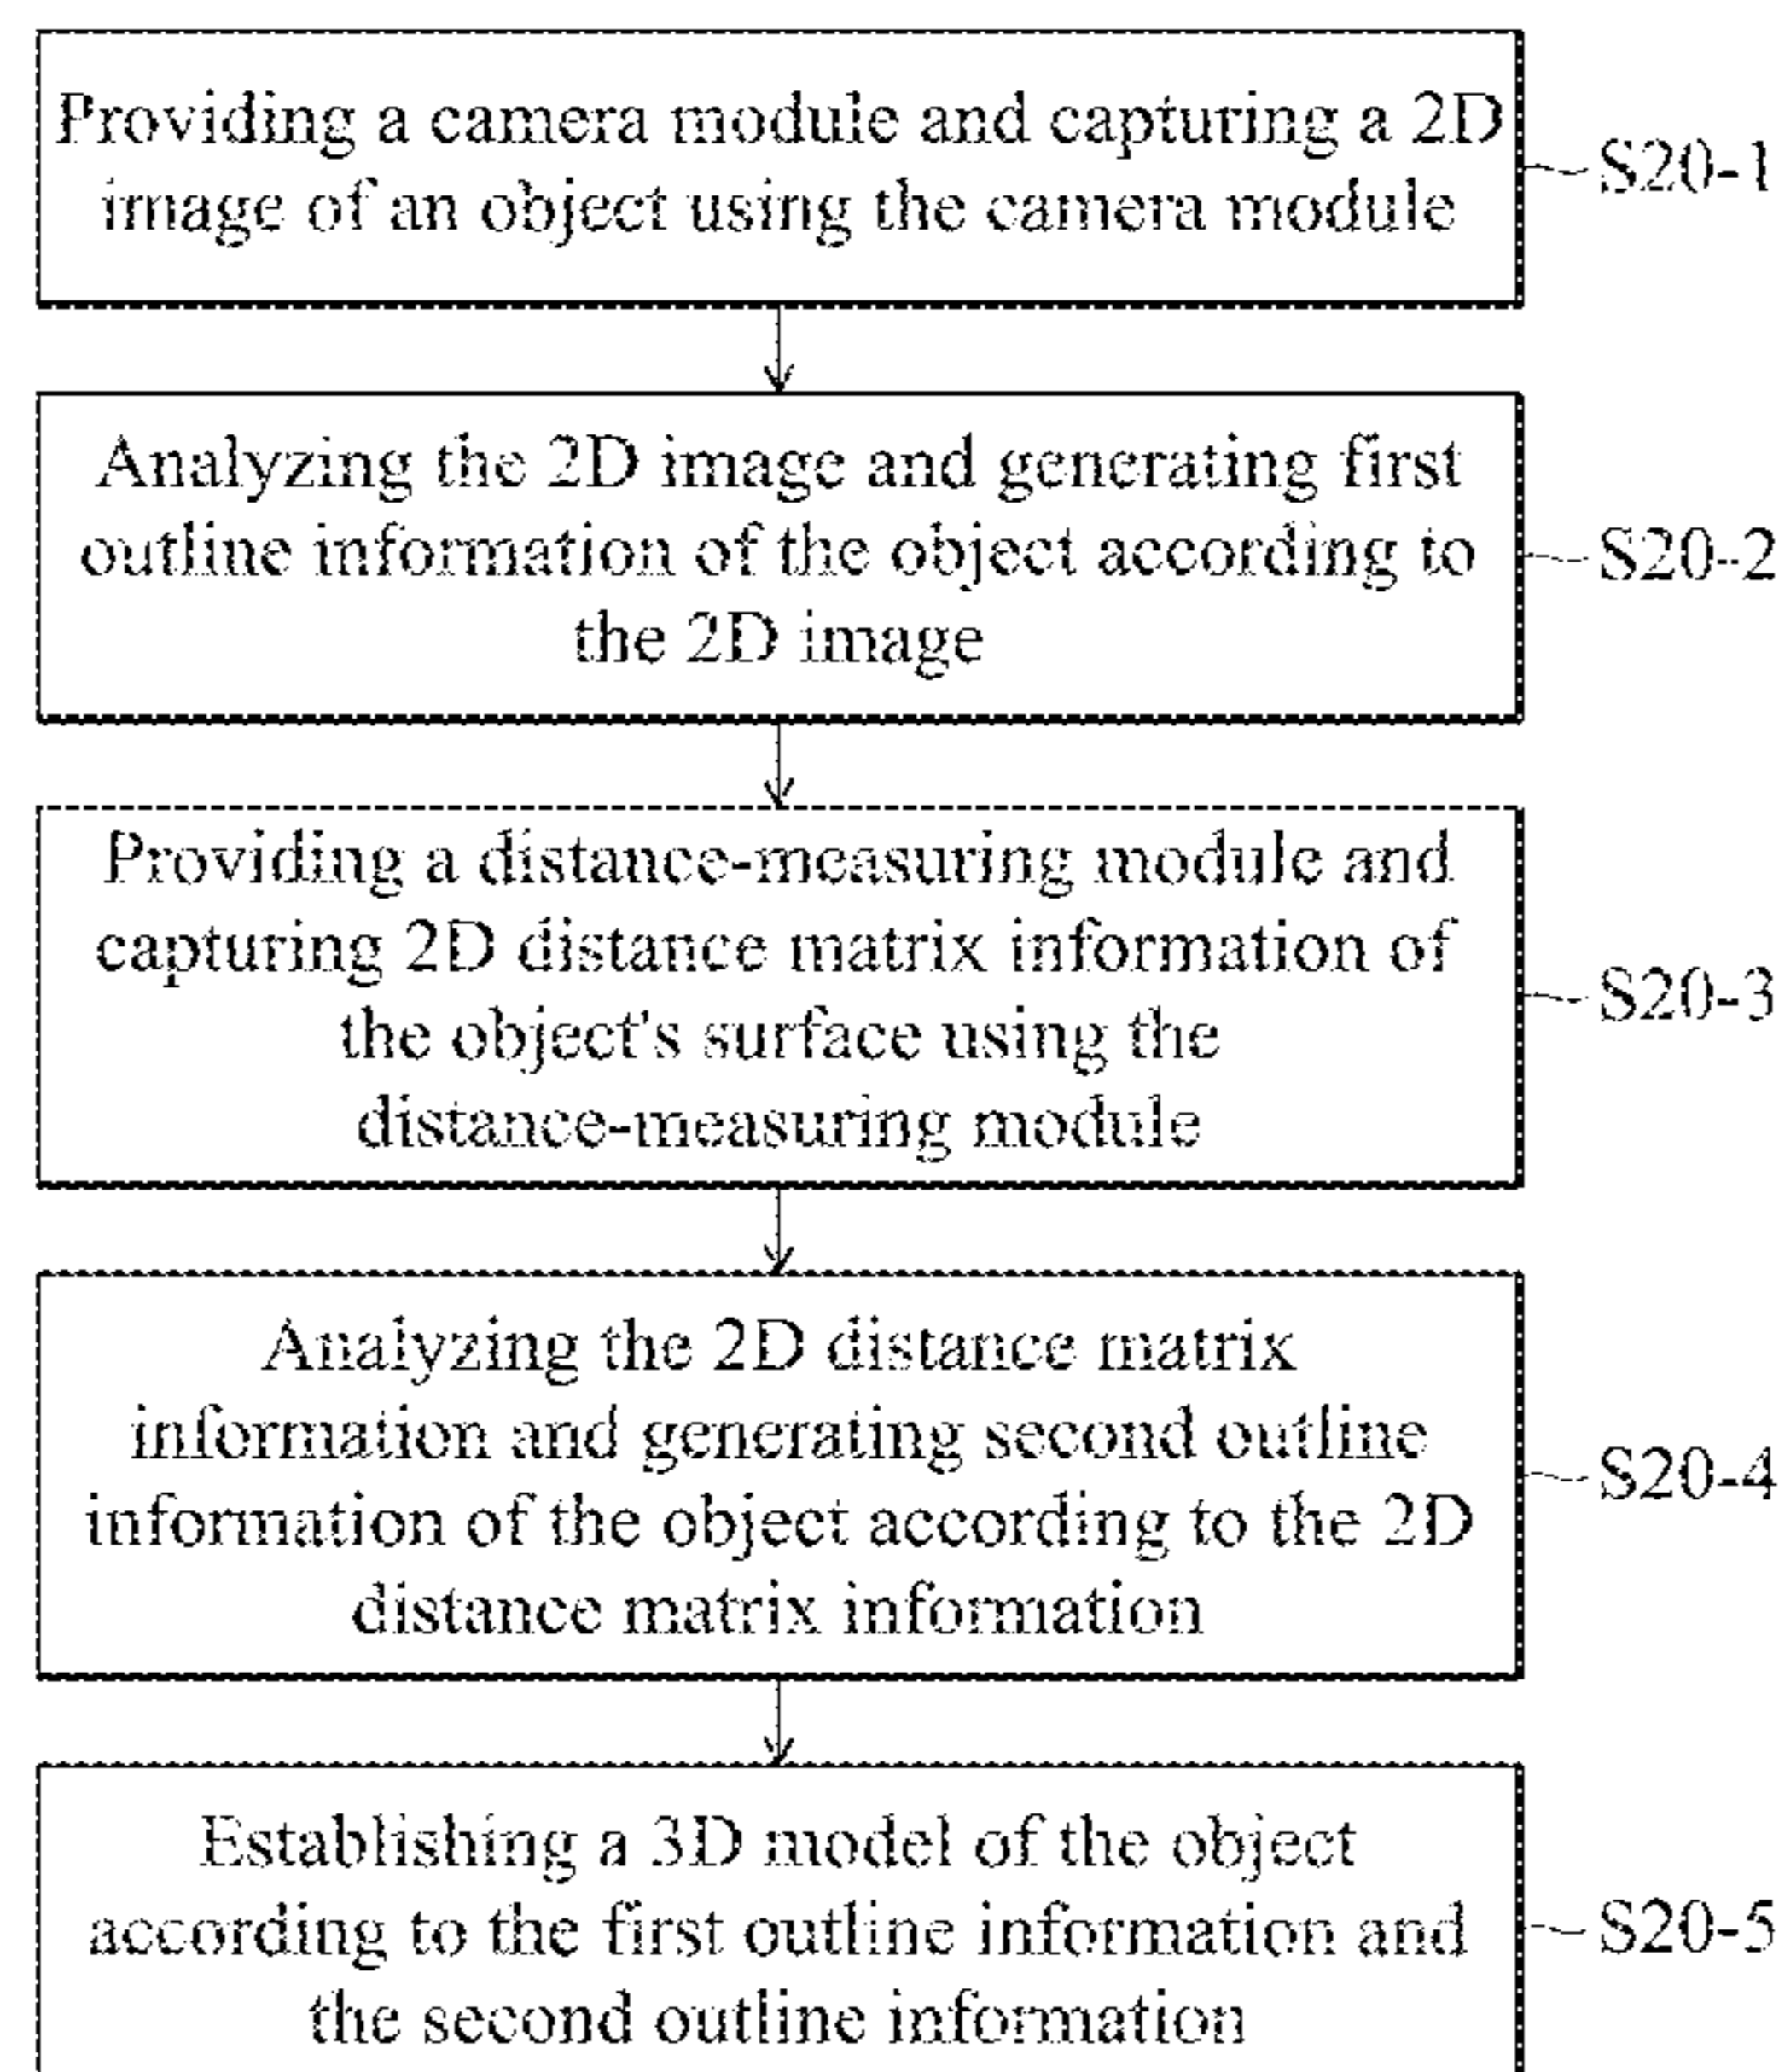 Providing a camera module and capturing a 2D
image of an object using the camera module
S20-1
Analyzing the 2D image and generating first
outline information of the object according to
the 2D image
S20-2
Providing a distance-measuring module and
capturing 2D distance matrix information of
the object's surface using the
distance-measuring module
S20-3
Analyzing the 2D distance matrix
information and generating second outline
information of the object according to the 2D
distance matrix information
S20-4
Establishing a 3D model of the object
according to the first outline information and
the second outline information
S20-5